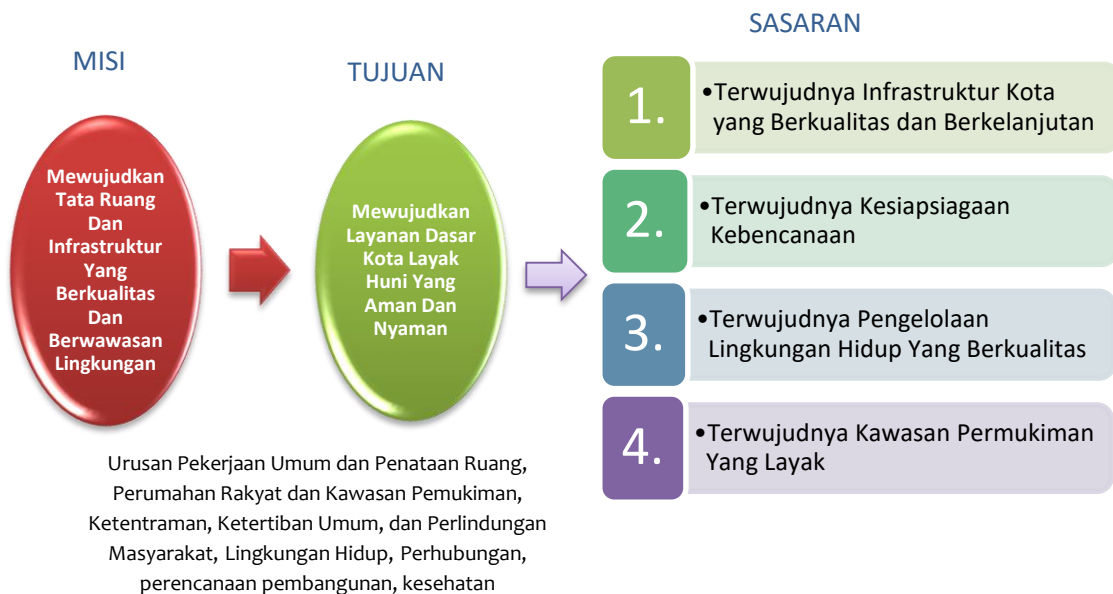 MISI
Mewujudkan
Tata Ruang
Dan
Infrastruktur
Yang
Berkualitas
Dan
Berwawasan
Lingkungan
TUJUAN
Mewujudkan
Layanan Dasar
Kota Layak
Huni Yang
Aman Dan
Nyaman
SASARAN
1.
•Terwujudnya Infrastruktur Kota
yang Berkualitas dan Berkelanjutan
2.
•Terwujudnya Kesiapsiagaan
Kebencanaan
3.
•Terwujudnya Pengelolaan
Lingkungan Hidup Yang Berkualitas
4.
•Terwujudnya Kawasan Permukiman
Yang Layak
Urusan Pekerjaan Umum dan Penataan Ruang,
Perumahan Rakyat dan Kawasan Pemukiman,
Ketentraman, Ketertiban Umum, dan Perlindungan
Masyarakat, Lingkungan Hidup, Perhubungan,
perencanaan pembangunan, kesehatan